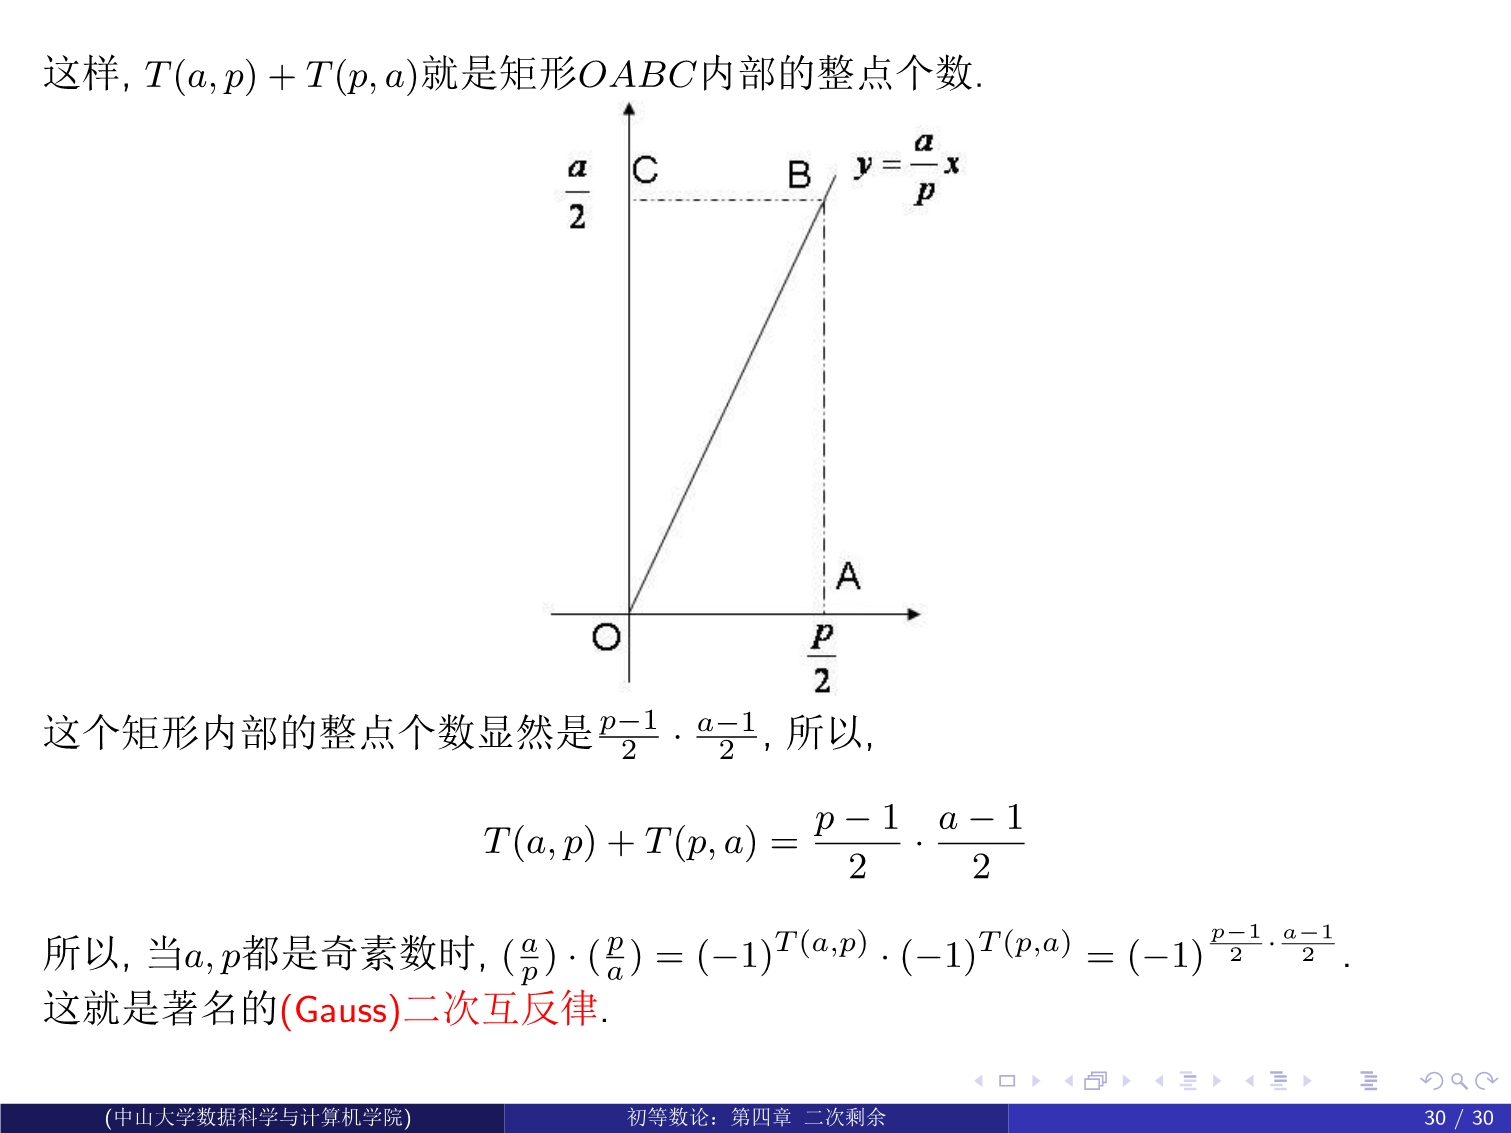 这样, T(a, p) + T(p, a)就是矩形OABC内部的整点个数.
a/2 C B y = a/p x
A
O p/2
这个矩形内部的整点个数显然是 p−1/2 · a−1/2, 所以,
T(a, p) + T(p, a) = p − 1/2 · a − 1/2
所以, 当a, p都是奇素数时, (a/p) · (p/a) = (−1)^T(a,p) · (−1)^T(p,a) = (−1)^(p−1/2 · a−1/2).
这就是著名的(Gauss)二次互反律.
(中山大学数据科学与计算机学院) 初等数论：第四章 二次剩余 30 / 30